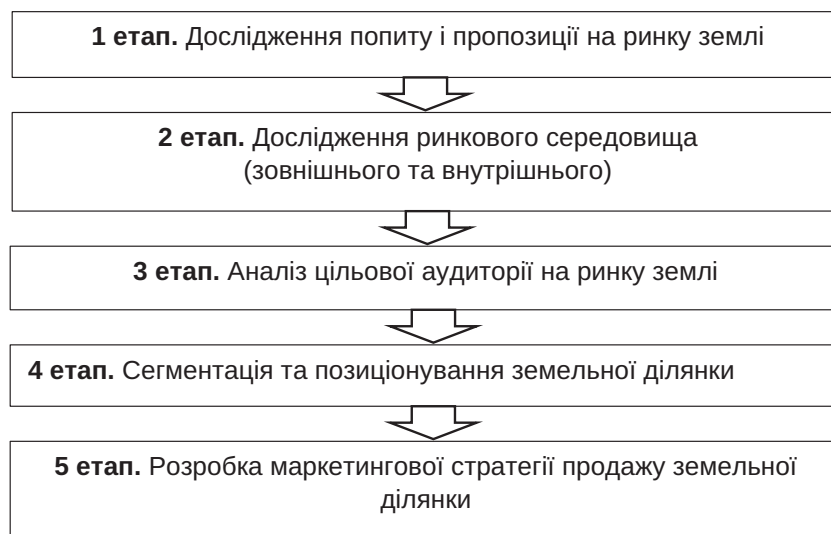 1 етап. Дослідження попиту і пропозиції на ринку землі
2 етап. Дослідження ринкового середовища
(зовнішнього та внутрішнього)
3 етап. Аналіз цільової аудиторії на ринку землі
4 етап. Сегментація та позиціонування земельної ділянки
5 етап. Розробка маркетингової стратегії продажу земельної
ділянки